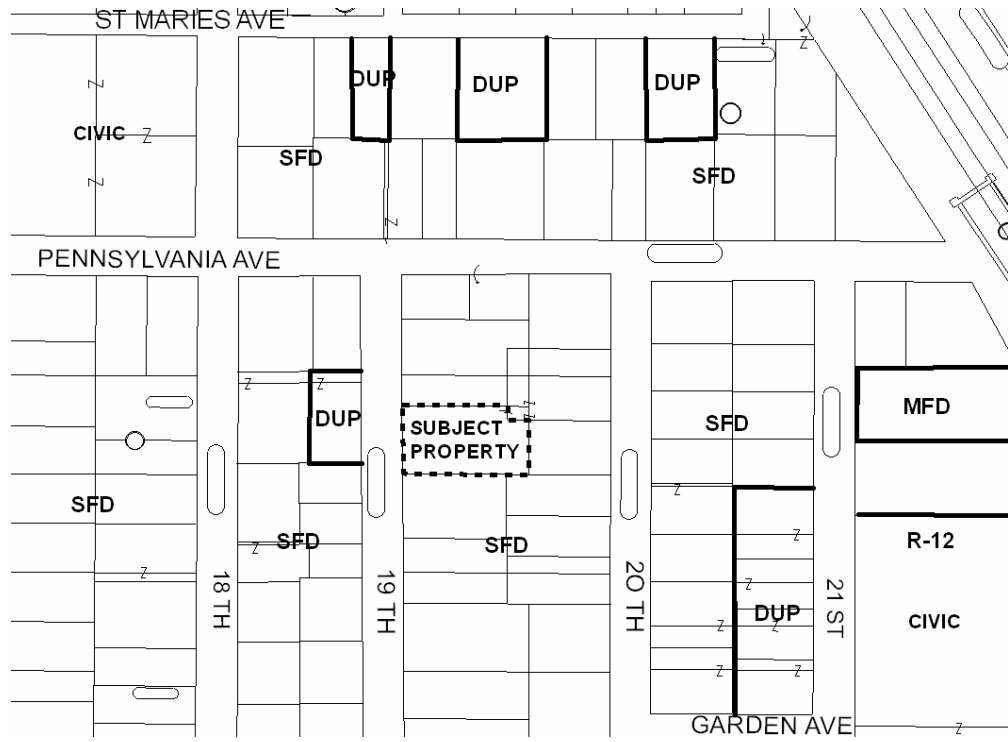 ST MARIES AVE
DUP
DUP
DUP
CIVIC
SFD
SFD
PENNSYLVANIA AVE
DUP
SUBJECT
PROPERTY
SFD
MFD
SFD
SFD
SFD
R-12
18 TH
19 TH
20 TH
21 ST
DUP
CIVIC
GARDEN AVE